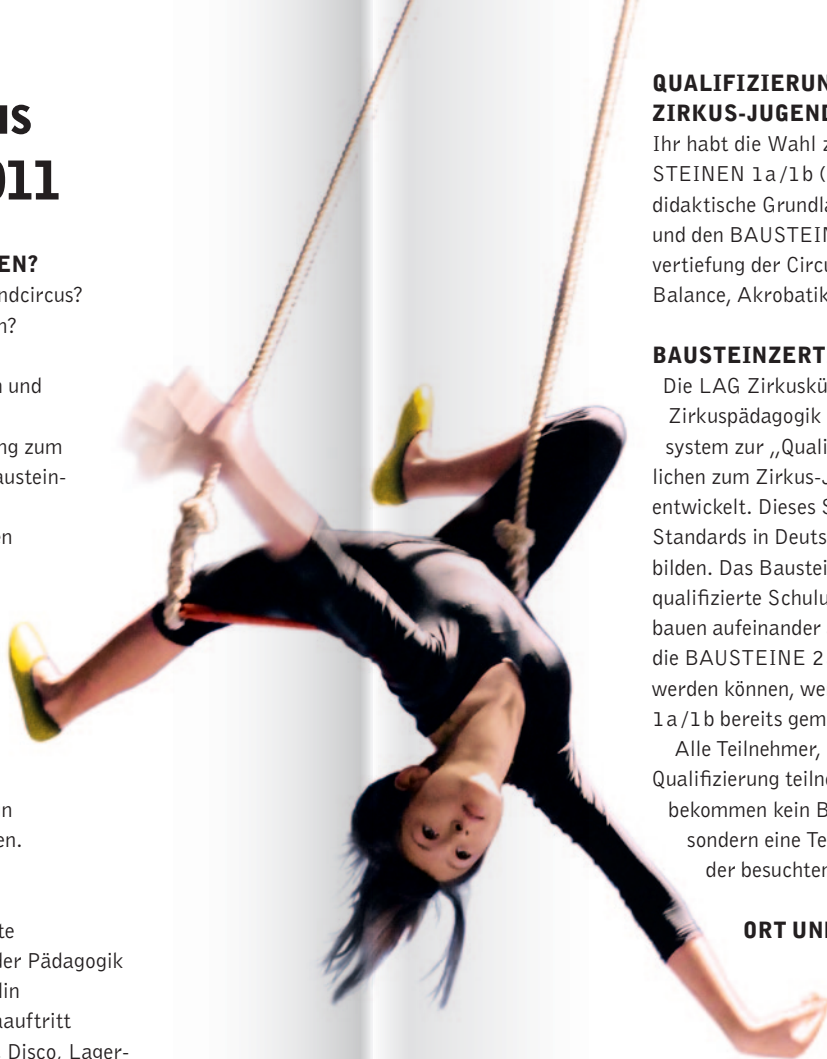 011
EN?
ndcircus?
n?
n und
ng zum
austein-
en
n
en.
te
der Pädagogik
lin
aauftritt
Disco, Lager-
QUALIFIZIERUN
ZIRKUS-JUGEND
Ihr habt die Wahl z
STEINEN 1a/1b (
didaktische Grundla
und den BAUSTEIN
vertiefung der Circu
Balance, Akrobatik
BAUSTEINZERT
Die LAG Zirkuskü
Zirkuspädagogik
system zur „Quali
lichen zum Zirkus-J
entwickelt. Dieses S
Standards in Deuts
bilden. Das Baustei
qualifizierte Schulu
bauen aufeinander
die BAUSTEINE 2
werden können, we
1a/1b bereits gem
Alle Teilnehmer,
Qualifizierung teilne
bekommen kein B
sondern eine Te
der besuchten
ORT UN